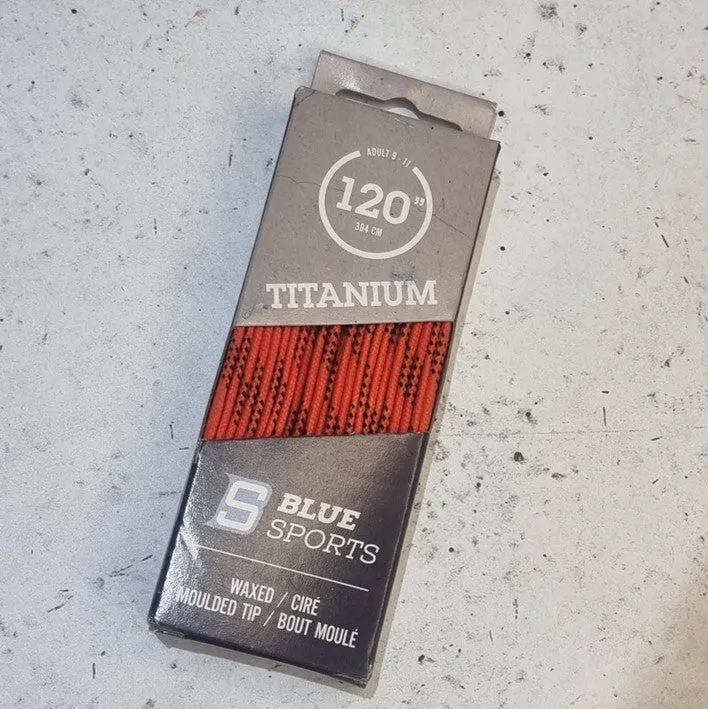 ADULT 9 - 11
120"
304 CM
TITANIUM
S BLUE
SPORTS
WAXED / CIRÉ
MOULDED TIP / BOUT MOULÉ